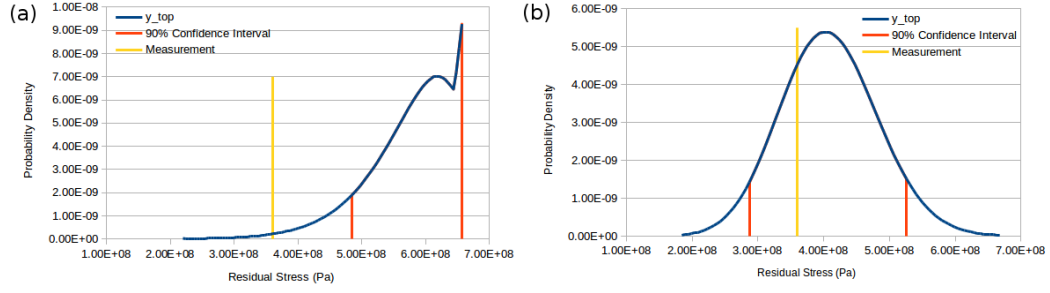 (a)
y_top
90% Confidence Interval
Measurement
1.00E-08
9.00E-09
8.00E-09
7.00E-09
6.00E-09
5.00E-09
4.00E-09
3.00E-09
2.00E-09
1.00E-09
0.00E+00
Probability Density
1.00E+08 2.00E+08 3.00E+08 4.00E+08 5.00E+08 6.00E+08 7.00E+08
Residual Stress (Pa)
(b)
y_top
90% Confidence Interval
Measurement
6.00E-09
5.00E-09
4.00E-09
3.00E-09
2.00E-09
1.00E-09
0.00E+00
Probability Density
1.00E+08 2.00E+08 3.00E+08 4.00E+08 5.00E+08 6.00E+08 7.00E+08
Residual Stress (Pa)